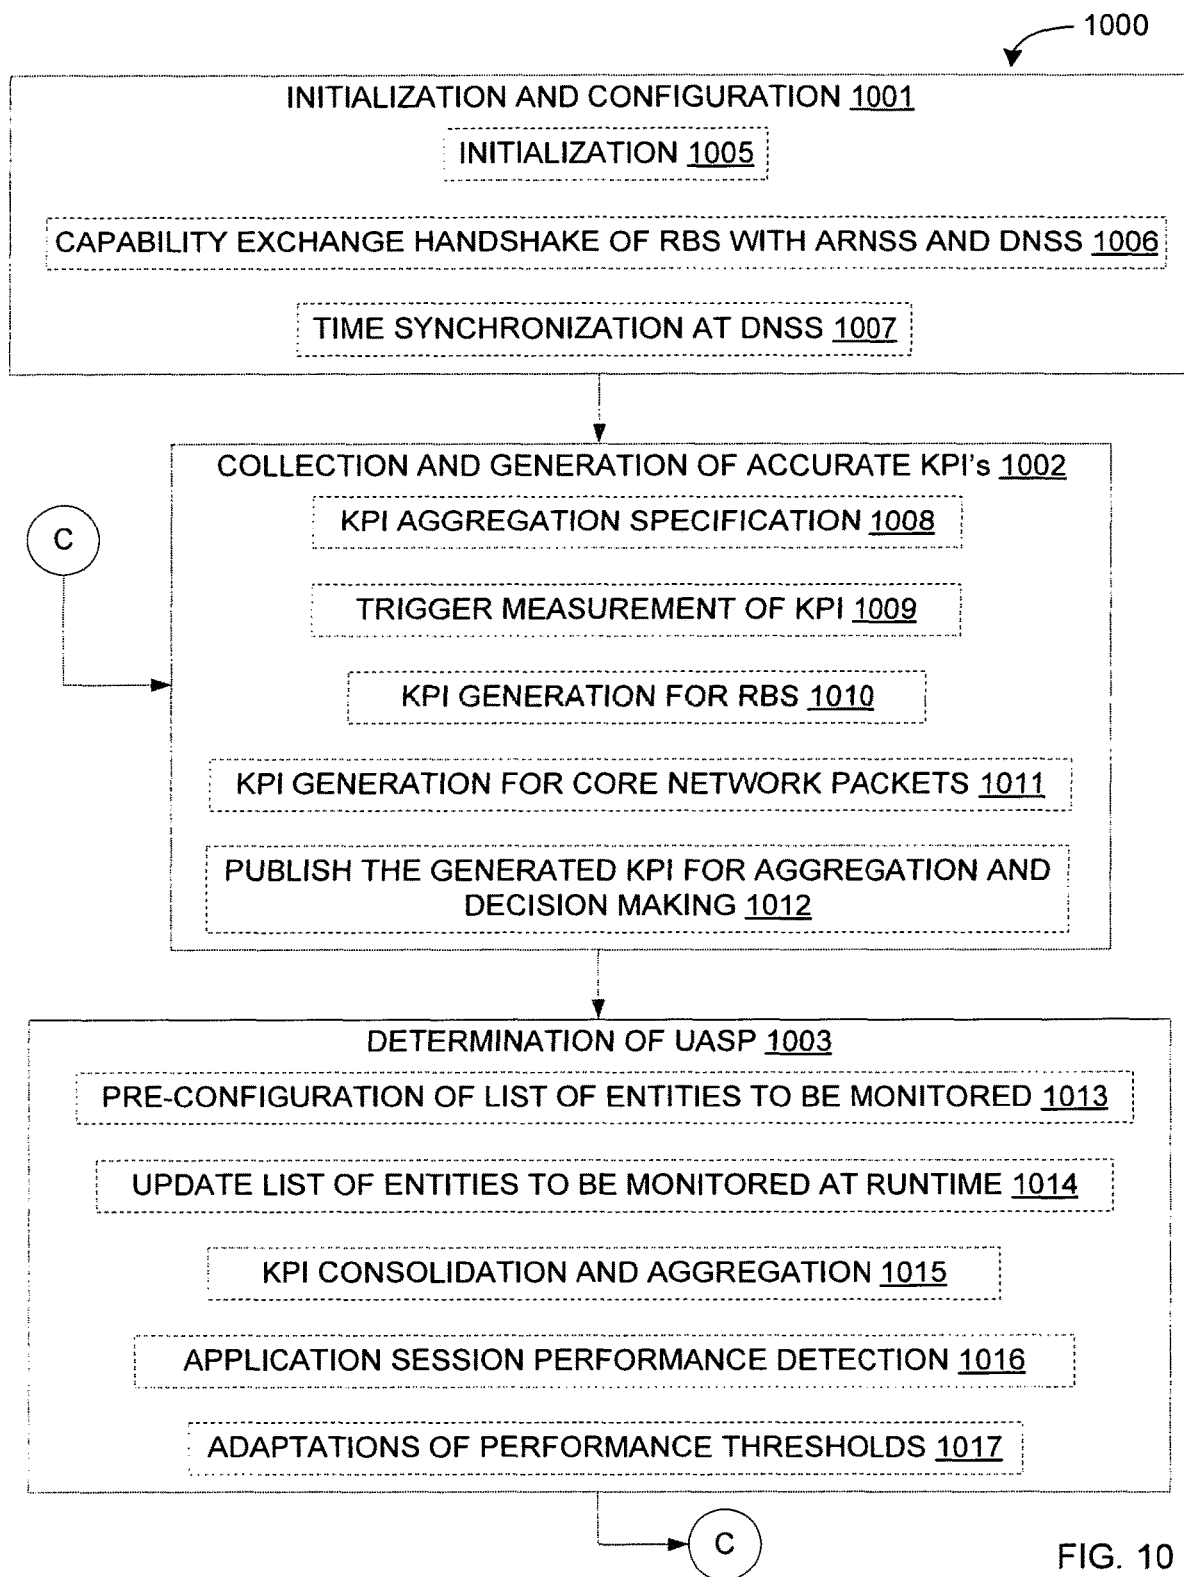 1000
INITIALIZATION AND CONFIGURATION 1001
INITIALIZATION 1005
CAPABILITY EXCHANGE HANDSHAKE OF RBS WITH ARNSS AND DNSS 1006
TIME SYNCHRONIZATION AT DNSS 1007
COLLECTION AND GENERATION OF ACCURATE KPI's 1002
KPI AGGREGATION SPECIFICATION 1008
C
TRIGGER MEASUREMENT OF KPI 1009
KPI GENERATION FOR RBS 1010
KPI GENERATION FOR CORE NETWORK PACKETS 1011
PUBLISH THE GENERATED KPI FOR AGGREGATION AND
DECISION MAKING 1012
DETERMINATION OF UASP 1003
PRE-CONFIGURATION OF LIST OF ENTITIES TO BE MONITORED 1013
UPDATE LIST OF ENTITIES TO BE MONITORED AT RUNTIME 1014
KPI CONSOLIDATION AND AGGREGATION 1015
APPLICATION SESSION PERFORMANCE DETECTION 1016
ADAPTATIONS OF PERFORMANCE THRESHOLDS 1017
C
FIG. 10